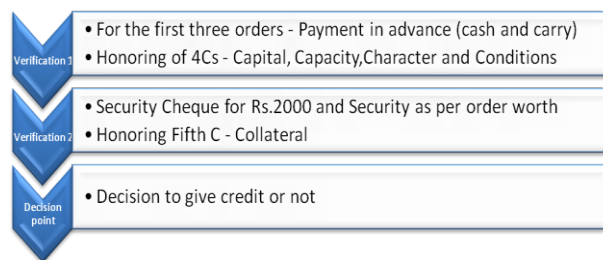 Verification 1
• For the first three orders - Payment in advance (cash and carry)
• Honoring of 4Cs - Capital, Capacity,Character and Conditions
Verification 2
• Security Cheque for Rs.2000 and Security as per order worth
• Honoring Fifth C - Collateral
Decision
point
• Decision to give credit or not